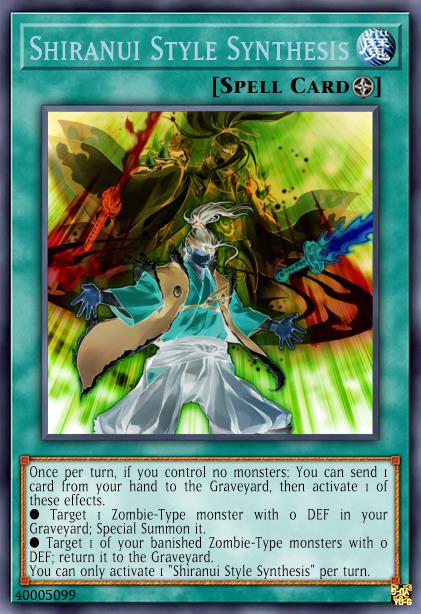 Shiranui Style Synthesis 魔
[Spell Card]
Once per turn, if you control no monsters: You can send 1
card from your hand to the Graveyard, then activate 1 of
these effects.
● Target 1 Zombie-Type monster with 0 DEF in your
Graveyard; Special Summon it.
● Target 1 of your banished Zombie-Type monsters with 0
DEF; return it to the Graveyard.
You can only activate 1 "Shiranui Style Synthesis" per turn.
40005099